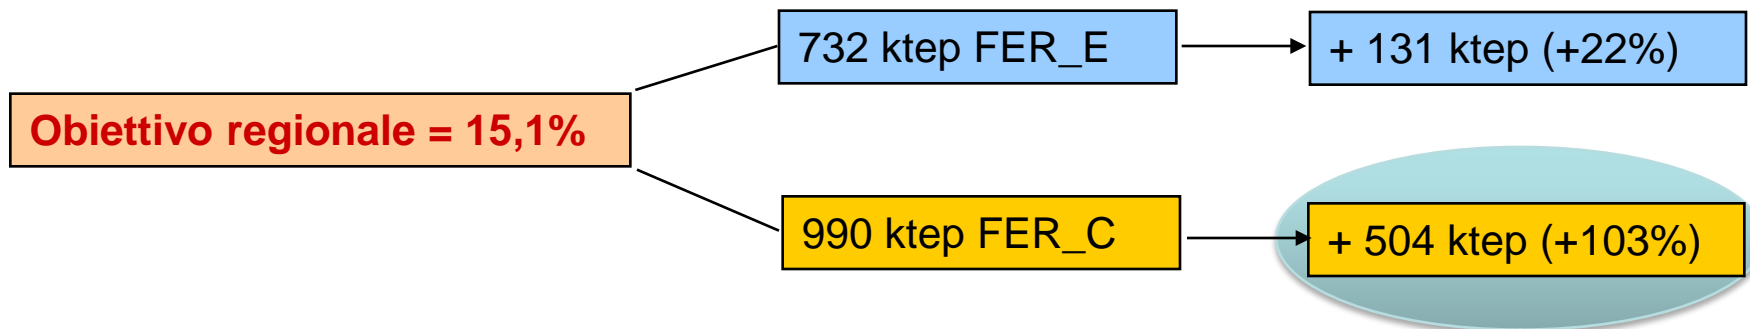 732 ktep FER_E
+ 131 ktep (+22%)
Obiettivo regionale = 15,1%
990 ktep FER_C
+ 504 ktep (+103%)